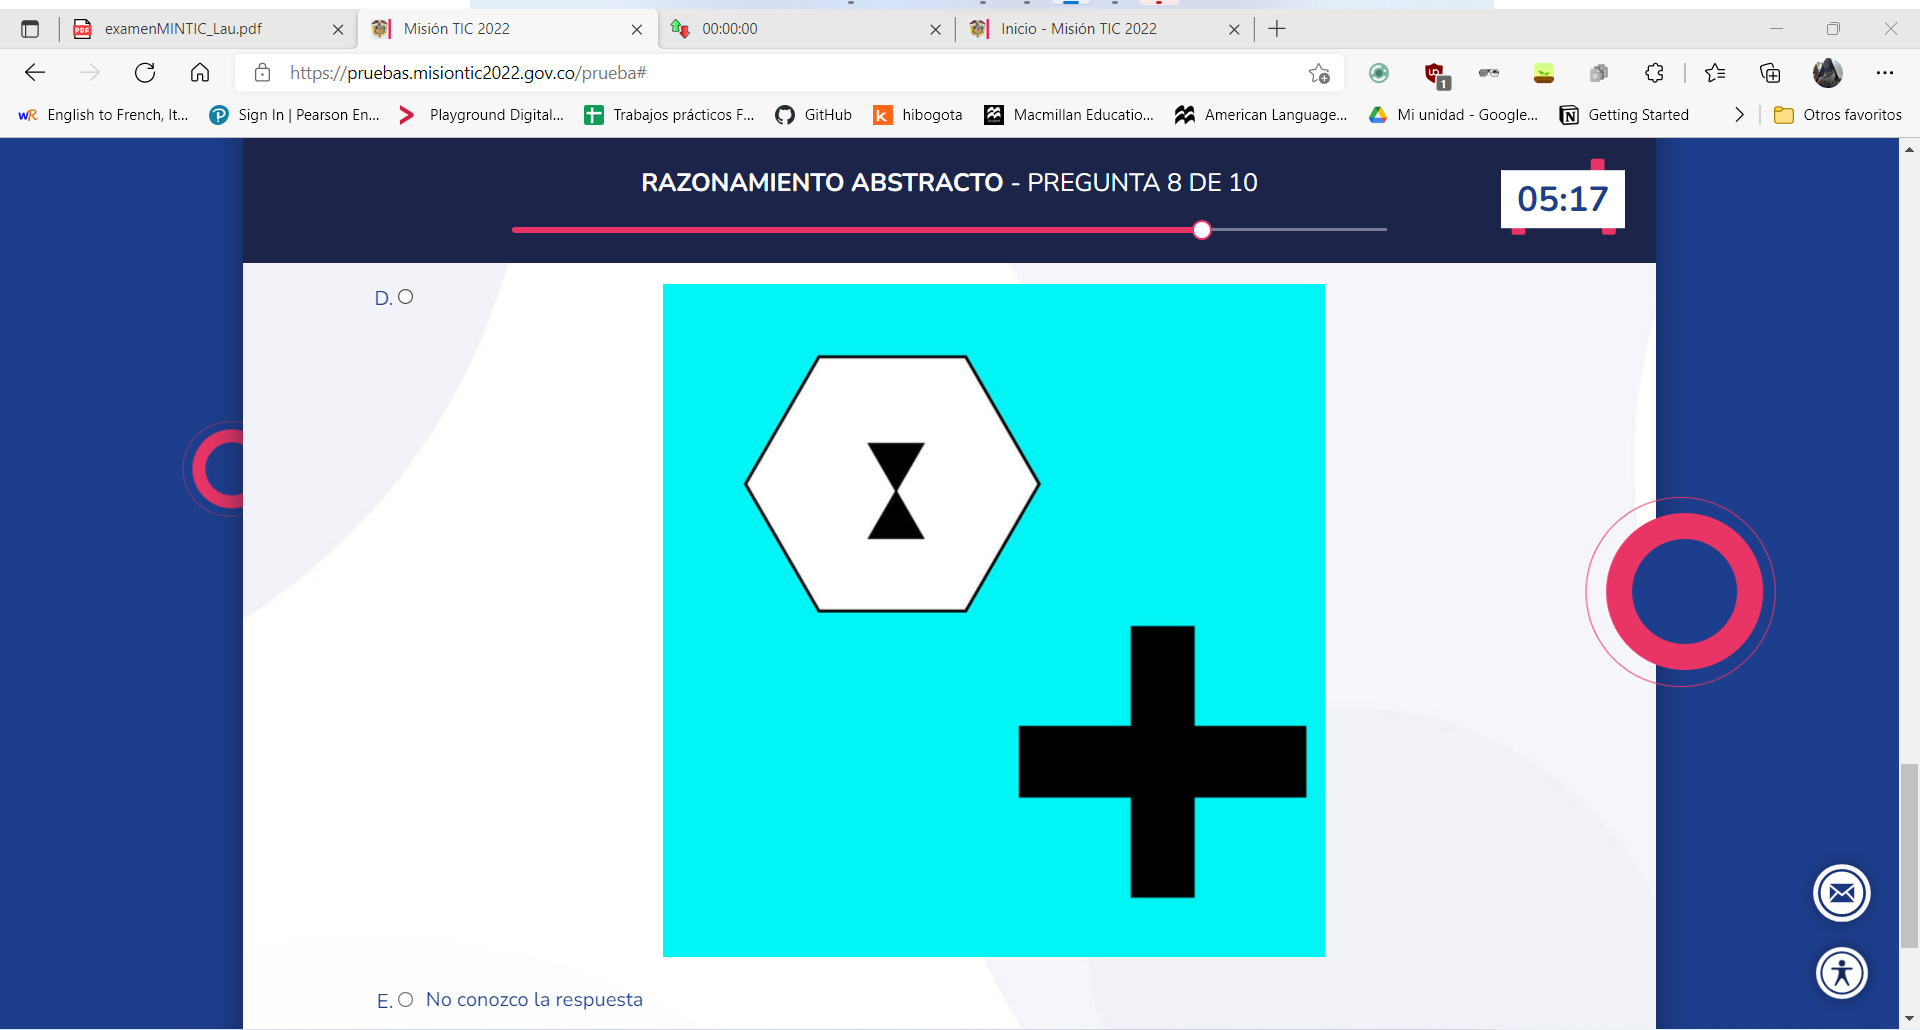 examenMINTIC_Lau.pdf
Misión TIC 2022
00:00:00
Inicio - Misión TIC 2022
https://pruebas.misiontic2022.gov.co/prueba#
1
English to French, It...
Sign In | Pearson En...
Playground Digital...
Trabajos prácticos F...
GitHub
hibogota
Macmillan Educatio...
American Language...
Mi unidad - Google...
Getting Started
Otros favoritos
RAZONAMIENTO ABSTRACTO - PREGUNTA 8 DE 10
05:17
D.
E. No conozco la respuesta